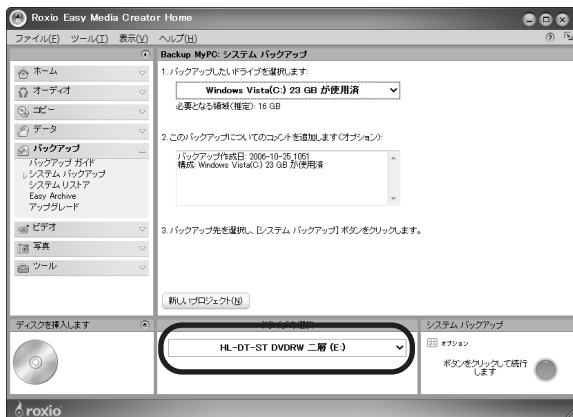 Roxio Easy Media Creator Home
ファイル(F) ツール(T) 表示(V) ヘルプ(H)
Backup MyPC: システム バックアップ
ホーム
オーディオ
コピー
データ
バックアップ
バックアップ ガイド
システム バックアップ
システム リストア
Easy Archive
アップグレード
ビデオ
写真
ツール
1. バックアップしたいドライブを選択します:
Windows Vista(C:) 23 GB が使用済
必要となる領域(推定): 16 GB
2. このバックアップについてのコメントを追加します(オプション):
バックアップ作成日: 2006-10-25_1051
構成: Windows Vista(C:) 23 GB が使用済
3. バックアップ先を選択し、[システム バックアップ] ボタンをクリックします。
新しいプロジェクト(N)
ディスクを挿入します
HL-DT-ST DVDRW 二層 (E:)
システム バックアップ
オプション
ボタンをクリックして続行
します
roxio